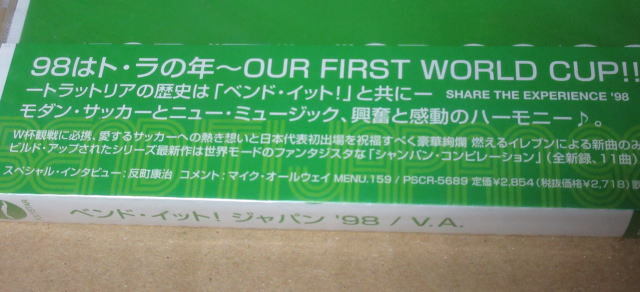 98はト・ラの年〜OUR FIRST WORLD CUP!!
ートラットリアの歴史は「ベンド・イット!」と共にー SHARE THE EXPERIENCE '98
モダン・サッカーとニュー・ミュージック、興奮と感動のハーモニー♪。
W杯観戦に必携、愛するサッカーへの熱き想いと日本代表初出場を祝福すべく豪華絢爛 燃えるイレブンによる新曲のみ
ビルド・アップされたシリーズ最新作は世界モードのファンタジスタな「シャンパン・コンピレーション」(全新録、11曲)
スペシャル・インタビュー:反町康治 コメント:マイク・オールウェイ MENU.159 / PSCR-5689 定価¥2,854(税抜価格¥2,718)
ベンド・イット! ジャパン '98 / V.A.